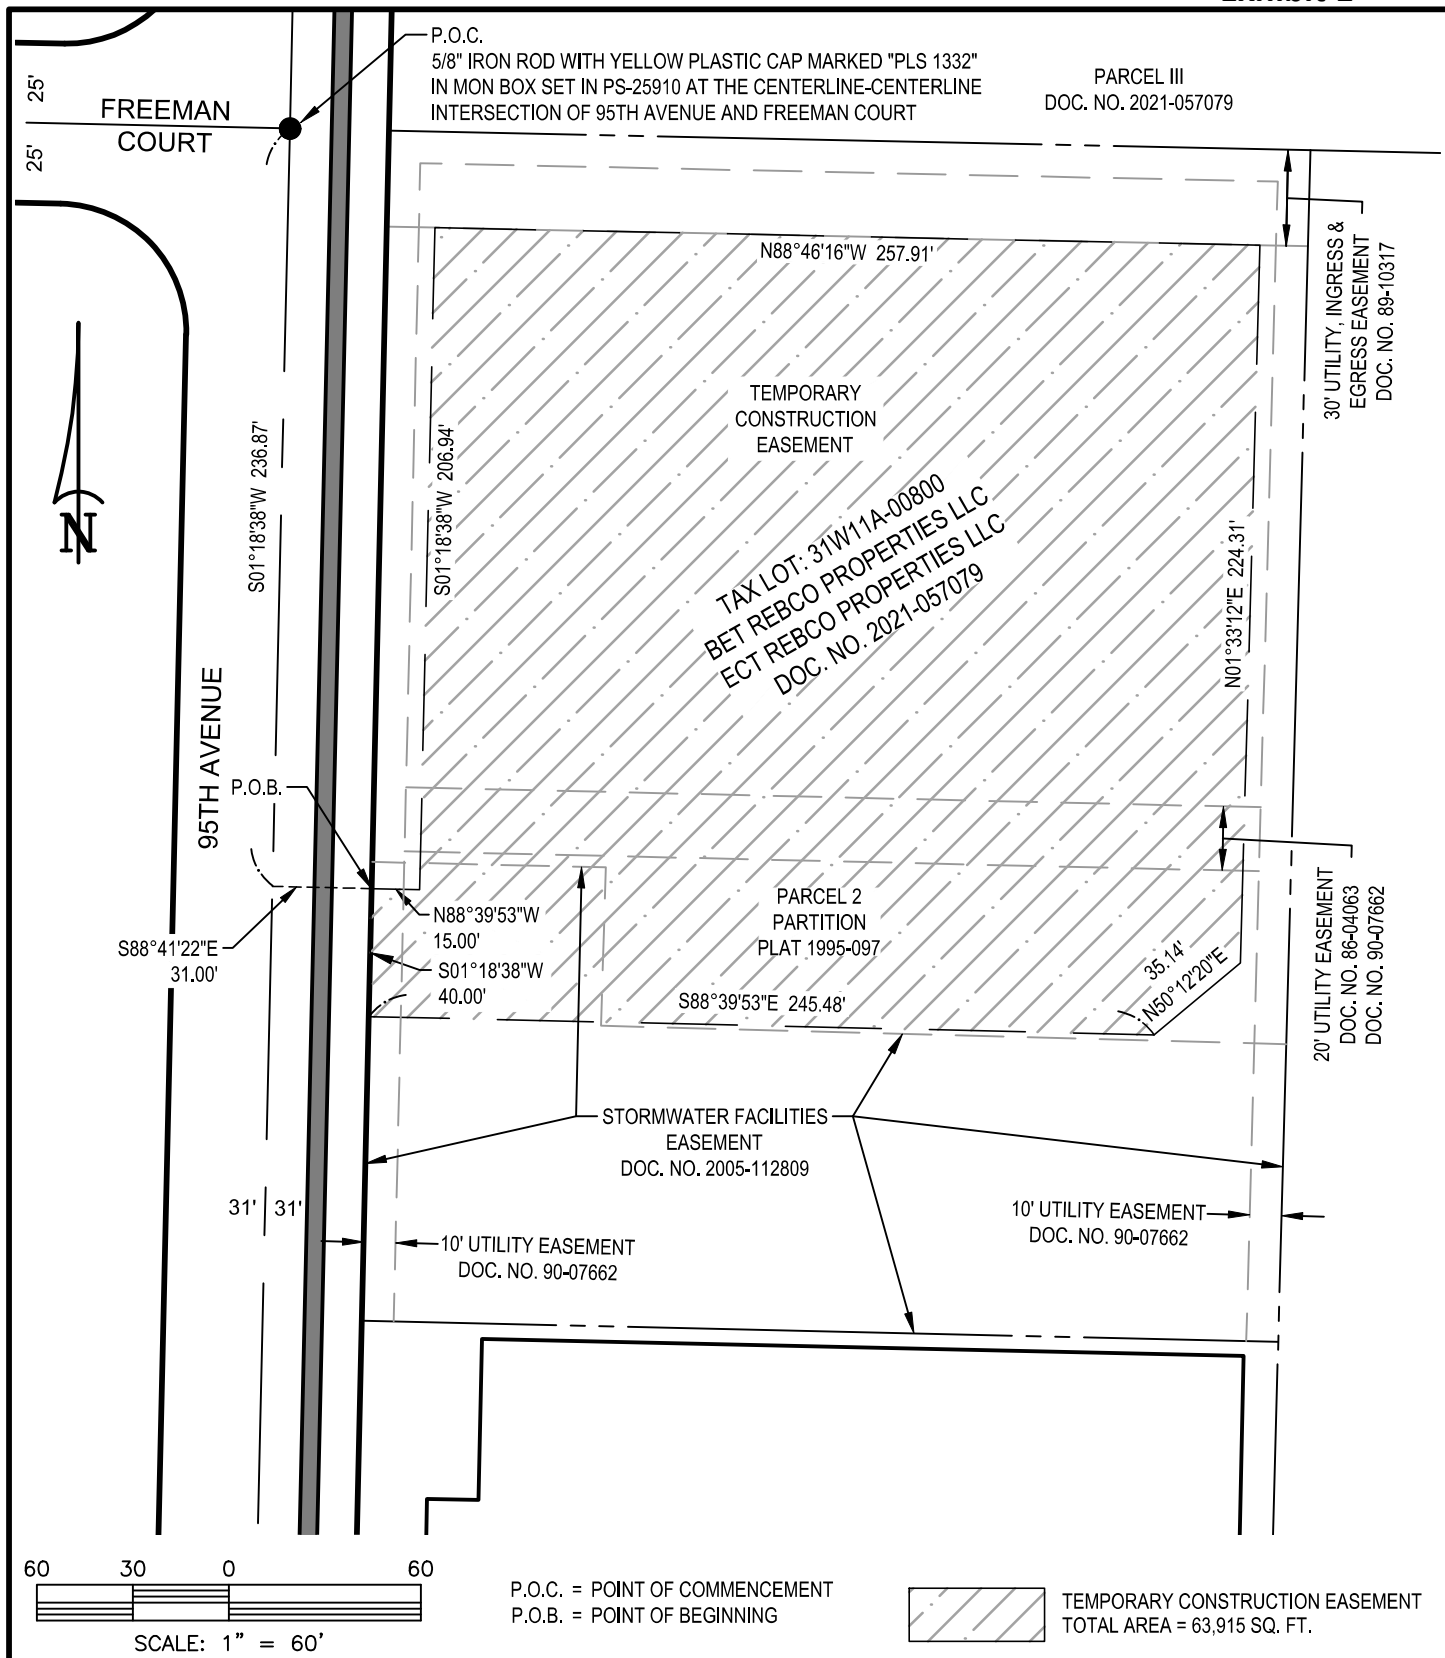 P.O.C.
5/8" IRON ROD WITH YELLOW PLASTIC CAP MARKED "PLS 1332"
IN MON BOX SET IN PS-25910 AT THE CENTERLINE-CENTERLINE
INTERSECTION OF 95TH AVENUE AND FREEMAN COURT
PARCEL III
DOC. NO. 2021-057079
25'
25'
FREEMAN
COURT
N88°46'16"W 257.91'
30' UTILITY, INGRESS &
EGRESS EASEMENT
DOC. NO. 89-10317
TEMPORARY
CONSTRUCTION
EASEMENT
S01°18'38"W 236.87'
S01°18'38"W 206.94'
N
TAX LOT: 31W11A-00800
BET REBCO PROPERTIES LLC
ECT REBCO PROPERTIES LLC
DOC. NO. 2021-057079
N01°33'12"E 224.31'
95TH AVENUE
P.O.B.
S88°41'22"E
31.00'
N88°39'53"W
15.00'
S01°18'38"W
40.00'
PARCEL 2
PARTITION
PLAT 1995-097
S88°39'53"E 245.48'
35.14'
N50°12'20"E
20' UTILITY EASEMENT
DOC. NO. 86-04063
DOC. NO. 90-07662
STORMWATER FACILITIES
EASEMENT
DOC. NO. 2005-112809
31' 31'
10' UTILITY EASEMENT
DOC. NO. 90-07662
10' UTILITY EASEMENT
DOC. NO. 90-07662
60 30 0 60
SCALE: 1" = 60'
P.O.C. = POINT OF COMMENCEMENT
P.O.B. = POINT OF BEGINNING
TEMPORARY CONSTRUCTION EASEMENT
TOTAL AREA = 63,915 SQ. FT.